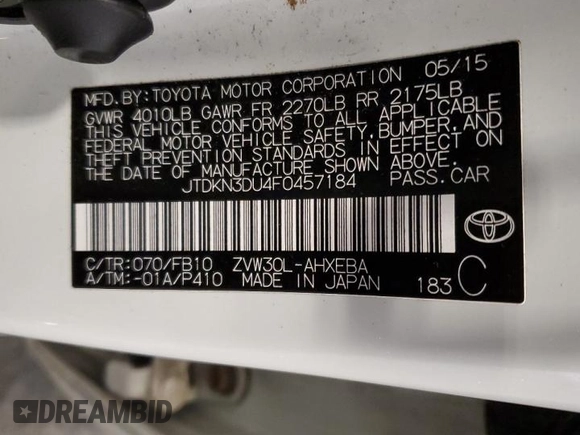 MFD. BY: TOYOTA MOTOR CORPORATION 05/15
GVWR 4010LB GAWR FR 2270LB RR 2175LB
THIS VEHICLE CONFORMS TO ALL APPLICABLE
FEDERAL MOTOR VEHICLE SAFETY, BUMPER, AND
THEFT PREVENTION STANDARDS IN EFFECT ON
THE DATE OF MANUFACTURE SHOWN ABOVE.
JTDKN3DU4F0457184 PASS.CAR
C/TR: 070/FB10 ZVW30L-AHXEBA
A/TM: -01A/P410 MADE IN JAPAN 183 C
DREAMBID